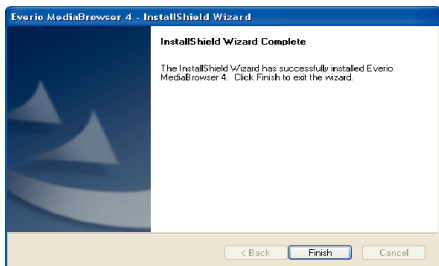 Everio MediaBrowser 4 - InstallShield Wizard
InstallShield Wizard Complete
The InstallShield Wizard has successfully installed Everio
MediaBrowser 4. Click Finish to exit the wizard.
< Back
Finish
Cancel